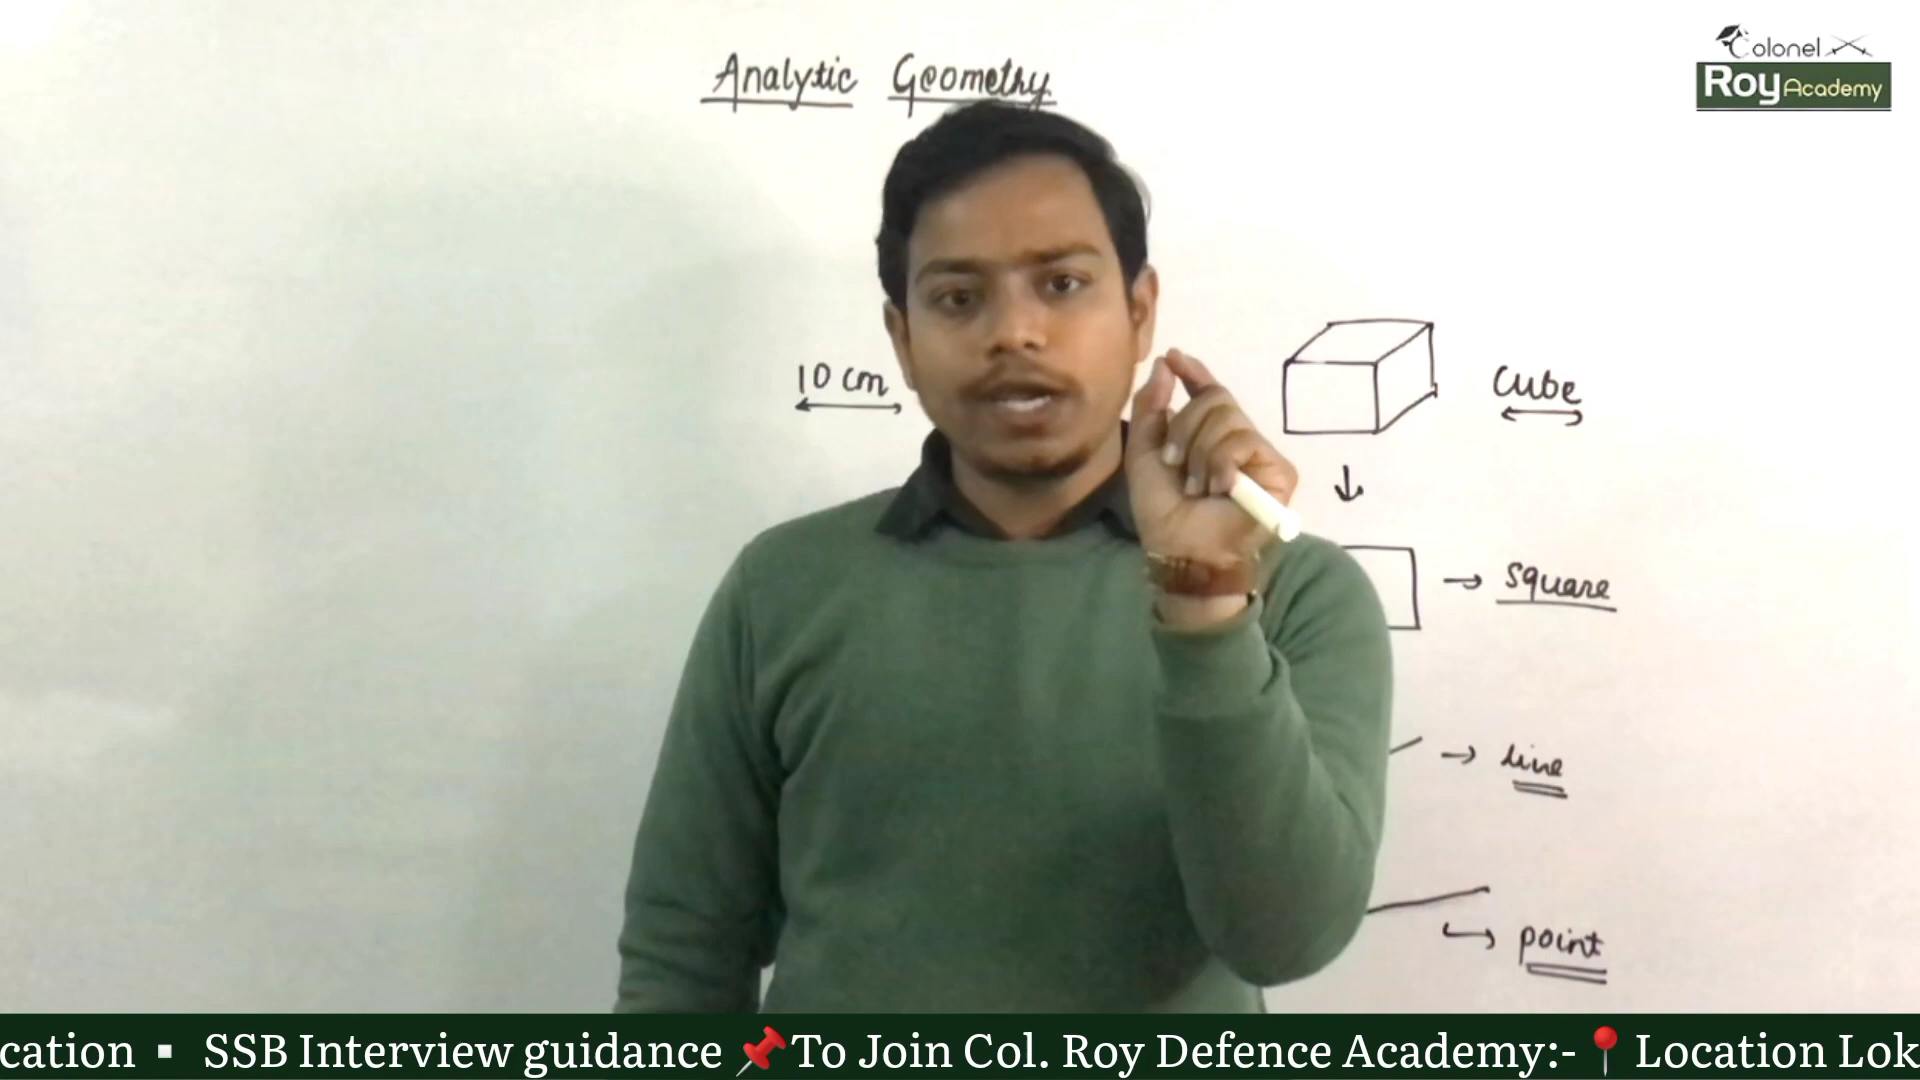 Analytic Geometry
Colonel
Roy Academy
10 cm
Cube
square
line
point
cation ▪ SSB Interview guidance 📌To Join Col. Roy Defence Academy:-📍Location Lok